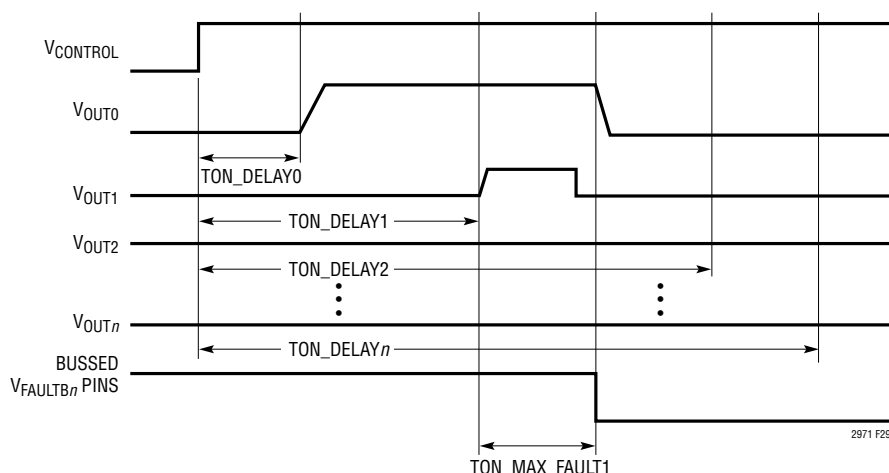 VCONTROL
VOUT0
TON_DELAY0
VOUT1
TON_DELAY1
VOUT2
TON_DELAY2
VOUTn
TON_DELAYn
BUSSED
VFAULTBn PINS
2971 F29
TON_MAX_FAULT1